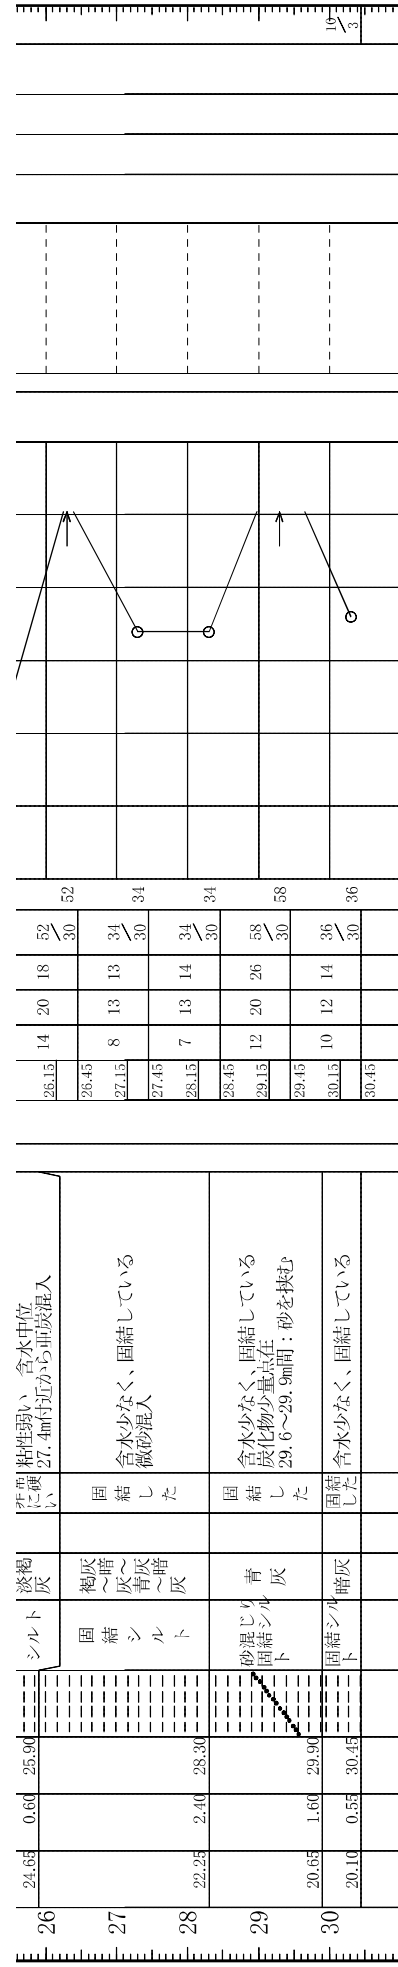 24.65 0.60 25.90
シルト
淡褐
灰
に硬
い
粘性弱い　含水中位
27.4m付近から亜炭混入
26
26.15
26.45
14 20 18 52/30 52
27
27.15
27.45
8 13 13 34/30 34
22.25 2.40 28.30
固結シルト
褐灰
～暗
灰～
青灰
～暗
灰
固結した
含水少なく、固結している
微砂混入
28
28.15
28.45
7 13 14 34/30 34
29
29.15
29.45
12 20 26 58/30 58
20.65 1.60 29.90
砂混じり
固結シル
ト
青
灰
固結した
含水少なく、固結している
炭化物少量点在
29.6～29.9m間：砂を挟む
30
30.15
30.45
10 12 14 36/30 36
20.10 0.55 30.45
固結シル
ト
暗灰
固結
した
含水少なく、固結している
10/3